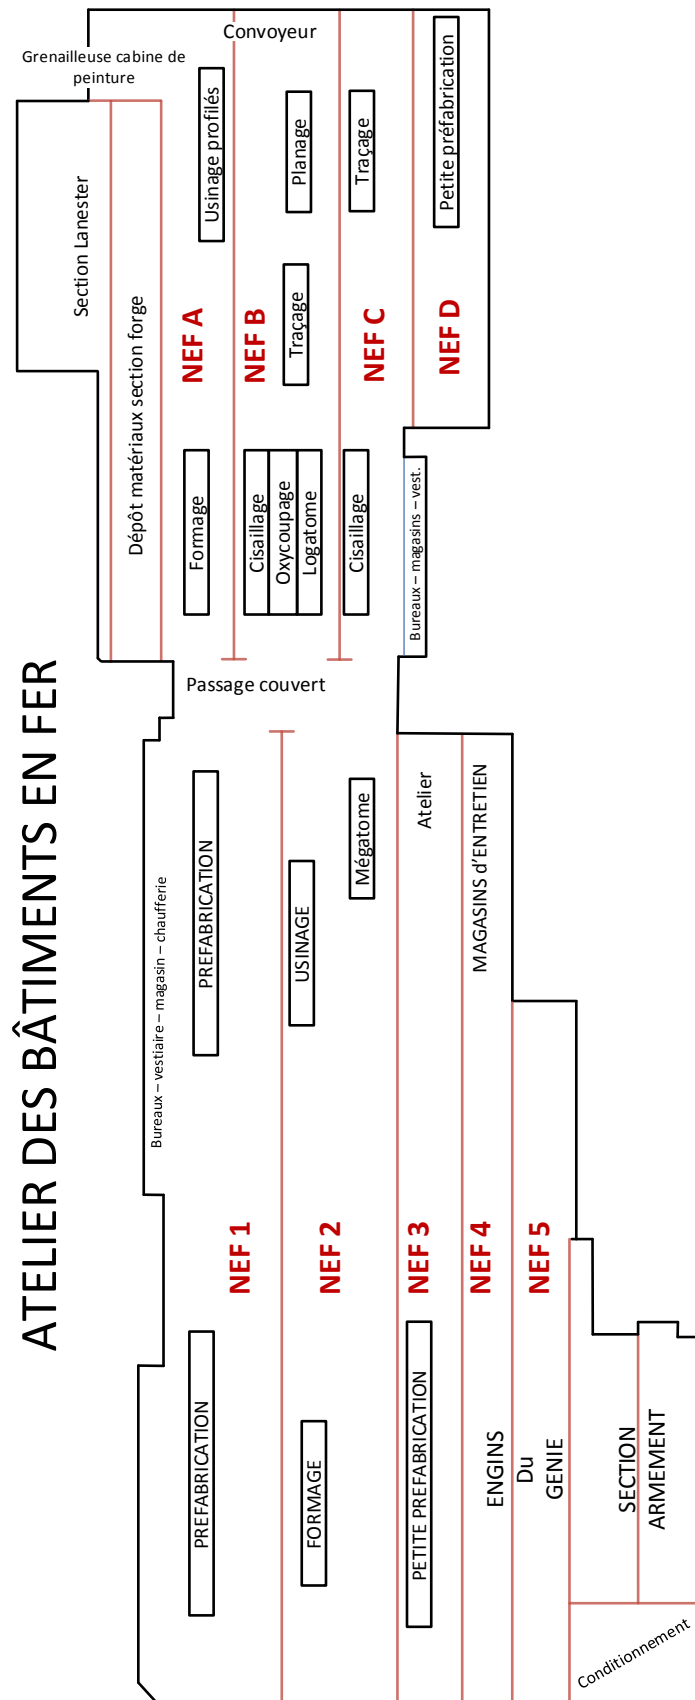 ATELIER DES BÂTIMENTS EN FER
Convoyeur
Grenailleuse cabine de
peinture
Section Lanester
Dépôt matériaux section forge
Usinage profilés
Planage
Traçage
Petite préfabrication
NEF A
NEF B
Traçage
NEF C
NEF D
Formage
Cisaillage
Oxycoupage
Logatome
Cisaillage
Bureaux – magasins – vest.
Passage couvert
Bureaux – vestiaire – magasin – chaufferie
PREFABRICATION
USINAGE
Mégatome
Atelier
MAGASINS d’ENTRETIEN
NEF 1
NEF 2
NEF 3
NEF 4
NEF 5
PREFABRICATION
FORMAGE
PETITE PREFABRICATION
ENGINS
Du
GENIE
SECTION
ARMEMENT
Conditionnement